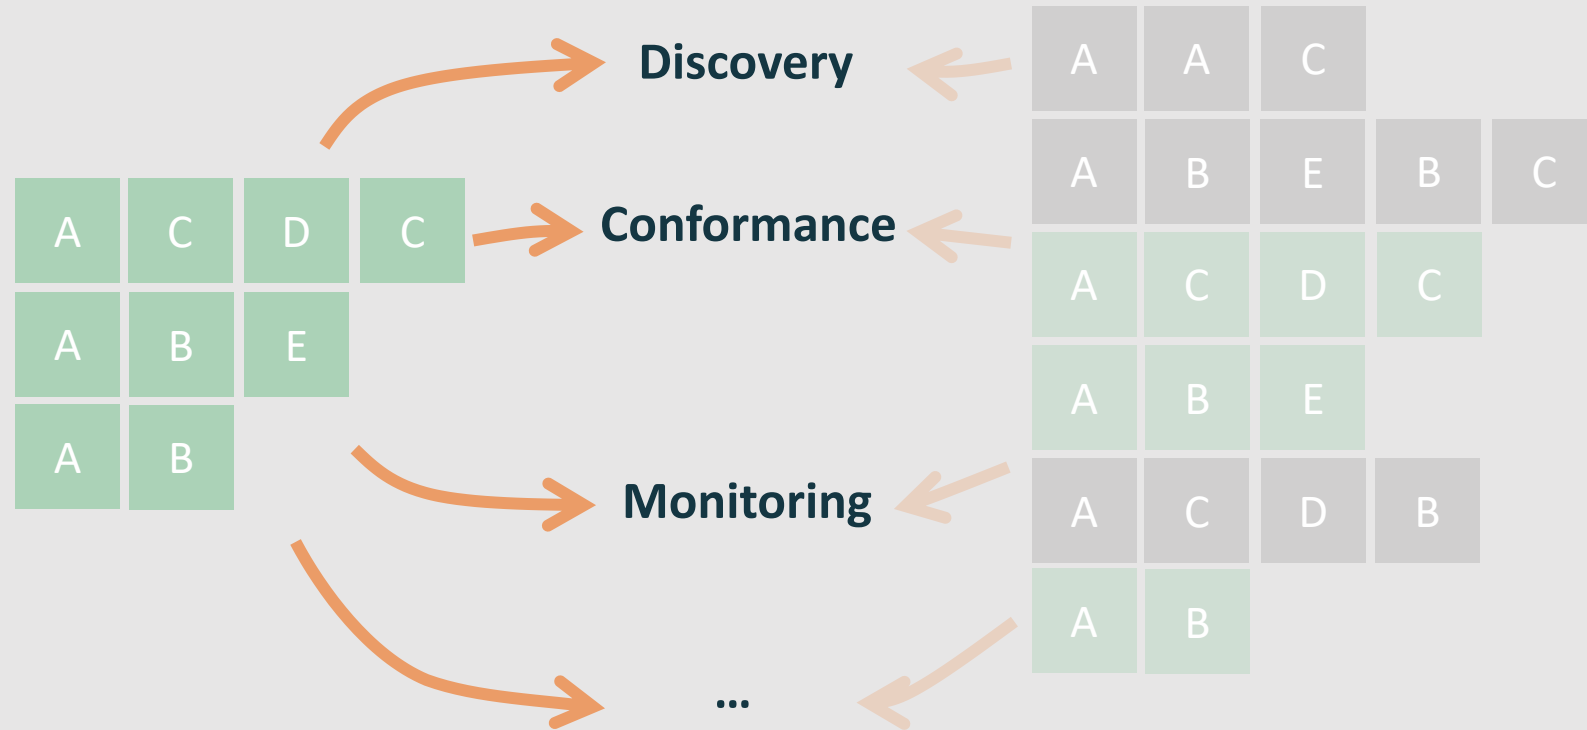 A C D C
A B E
A B
Discovery
Conformance
Monitoring
...
A A C
A B E B C
A C D C
A B E
A C D B
A B